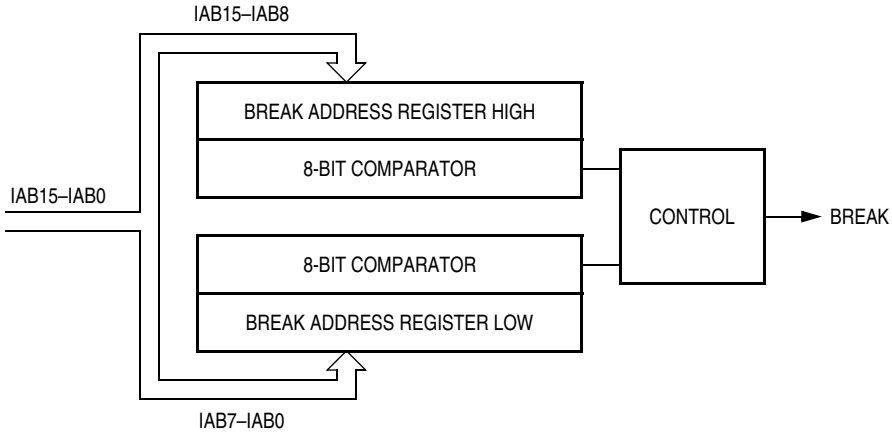 IAB15–IAB8
BREAK ADDRESS REGISTER HIGH
8-BIT COMPARATOR
IAB15–IAB0
CONTROL
BREAK
8-BIT COMPARATOR
BREAK ADDRESS REGISTER LOW
IAB7–IAB0